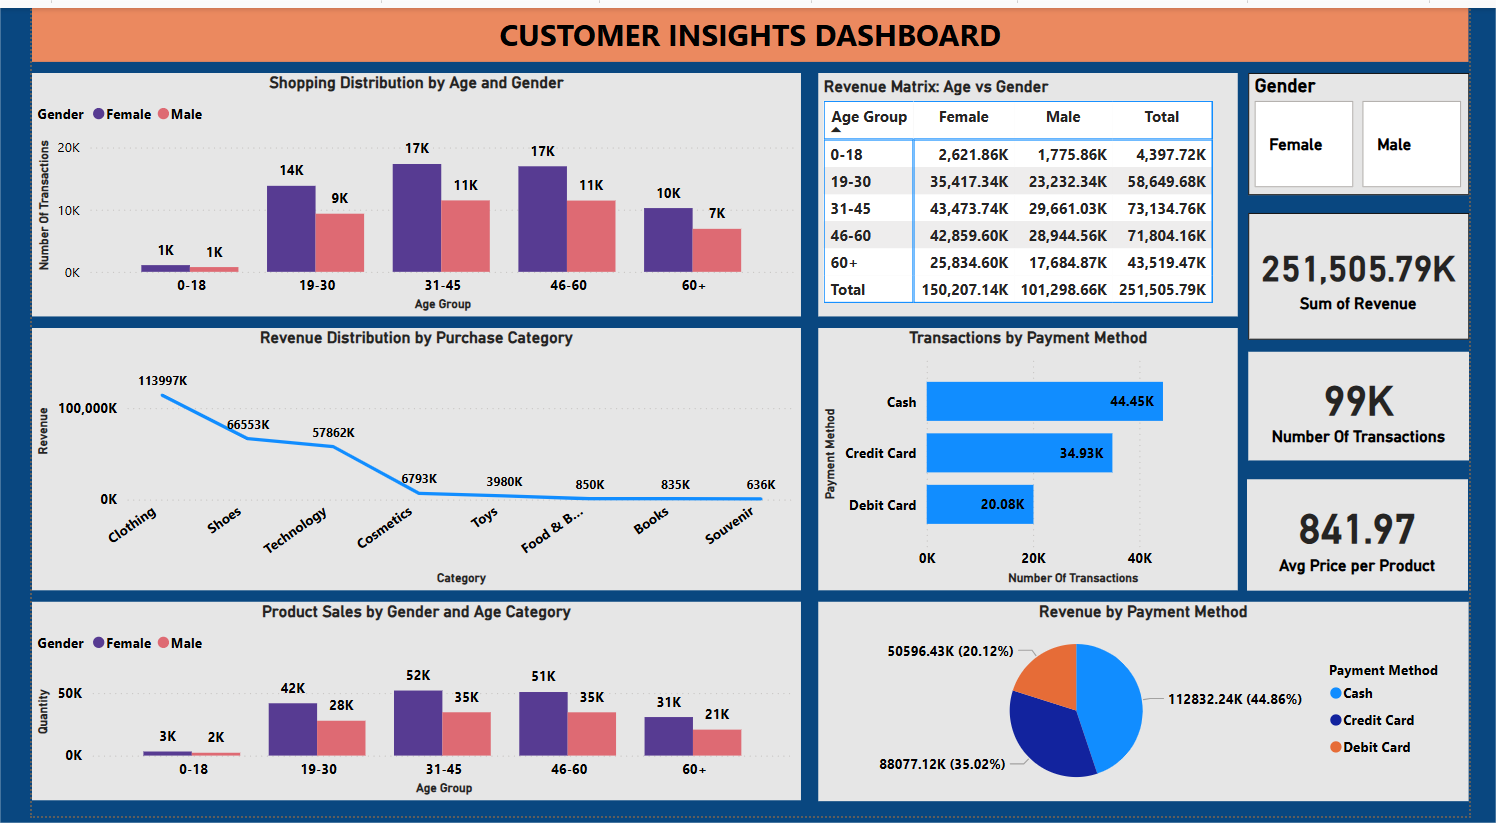 CUSTOMER INSIGHTS DASHBOARD
Shopping Distribution by Age and Gender
Gender Female Male
Number Of Transactions
20K
10K
0K
1K 1K 14K 9K 17K 11K 17K 11K 10K 7K
0-18 19-30 31-45 46-60 60+
Age Group
Revenue Matrix: Age vs Gender
Age Group Female Male Total
0-18 2,621.86K 1,775.86K 4,397.72K
19-30 35,417.34K 23,232.34K 58,649.68K
31-45 43,473.74K 29,661.03K 73,134.76K
46-60 42,859.60K 28,944.56K 71,804.16K
60+ 25,834.60K 17,684.87K 43,519.47K
Total 150,207.14K 101,298.66K 251,505.79K
Gender
Female Male
251,505.79K
Sum of Revenue
Revenue Distribution by Purchase Category
Revenue
100,000K
0K
113997K 66553K 57862K 6793K 3980K 850K 835K 636K
Clothing Shoes Technology Cosmetics Toys Food & B... Books Souvenir
Category
Transactions by Payment Method
Payment Method
Cash 44.45K
Credit Card 34.93K
Debit Card 20.08K
0K 20K 40K
Number Of Transactions
99K
Number Of Transactions
841.97
Avg Price per Product
Product Sales by Gender and Age Category
Gender Female Male
Quantity
50K
0K
3K 2K 42K 28K 52K 35K 51K 35K 31K 21K
0-18 19-30 31-45 46-60 60+
Age Group
Revenue by Payment Method
50596.43K (20.12%)
112832.24K (44.86%)
88077.12K (35.02%)
Payment Method
Cash
Credit Card
Debit Card